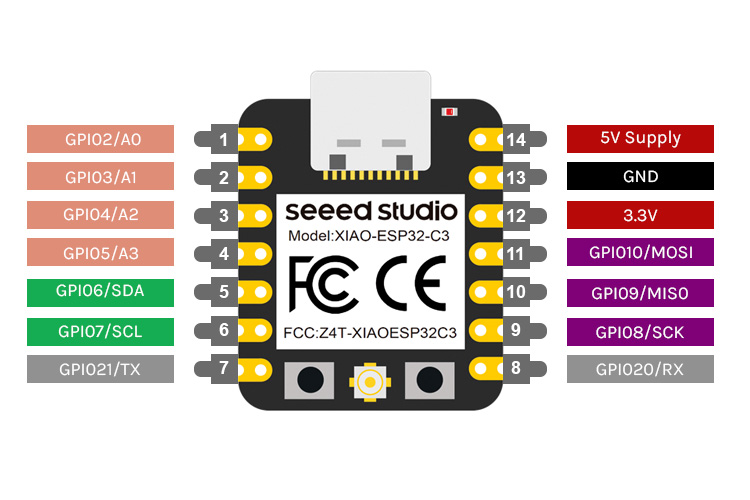 GPIO2/A0 1 14 5V Supply
GPIO3/A1 2 13 GND
GPIO4/A2 3 12 3.3V
GPIO5/A3 4 11 GPIO10/MOSI
GPIO6/SDA 5 10 GPIO9/MISO
GPIO7/SCL 6 9 GPIO8/SCK
GPIO21/TX 7 8 GPIO20/RX
seeed studio
Model:XIAO-ESP32-C3
FC CE
FCC:Z4T-XIAOESP32C3